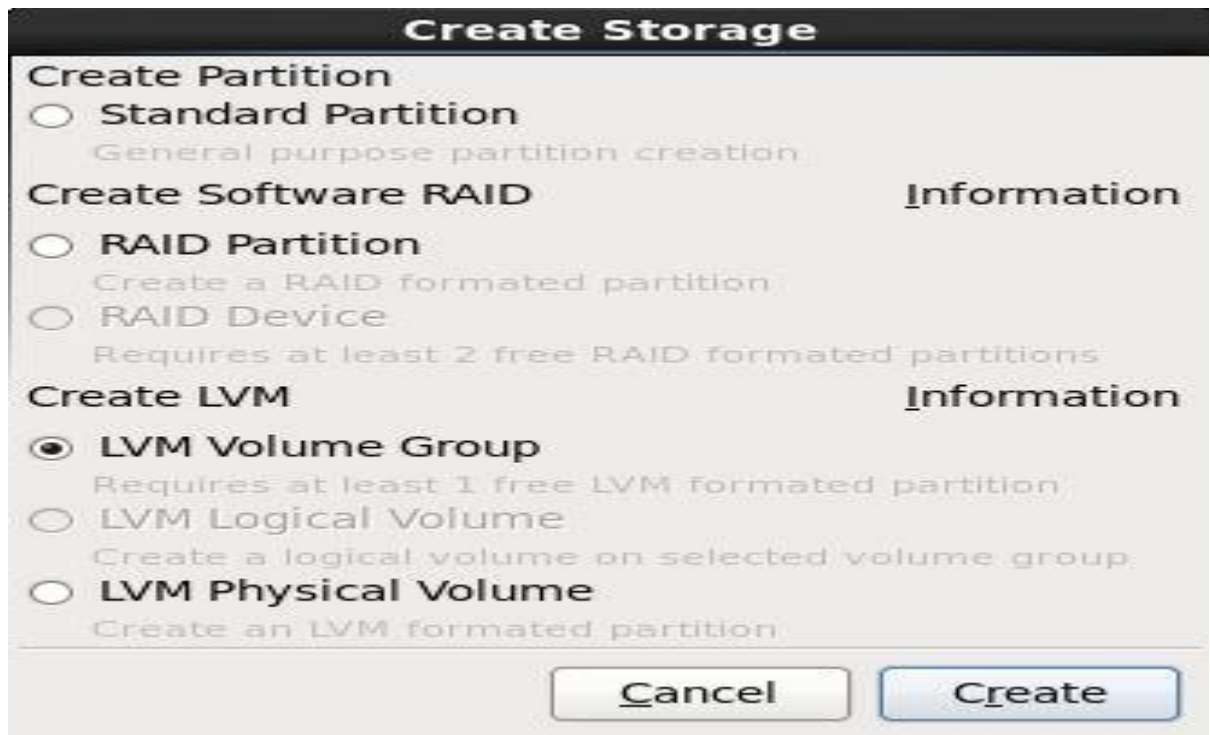 Create Storage
Create Partition
Standard Partition
General purpose partition creation
Create Software RAID Information
RAID Partition
Create a RAID formated partition
RAID Device
Requires at least 2 free RAID formated partitions
Create LVM Information
LVM Volume Group
Requires at least 1 free LVM formated partition
LVM Logical Volume
Create a logical volume on selected volume group
LVM Physical Volume
Create an LVM formated partition
Cancel Create